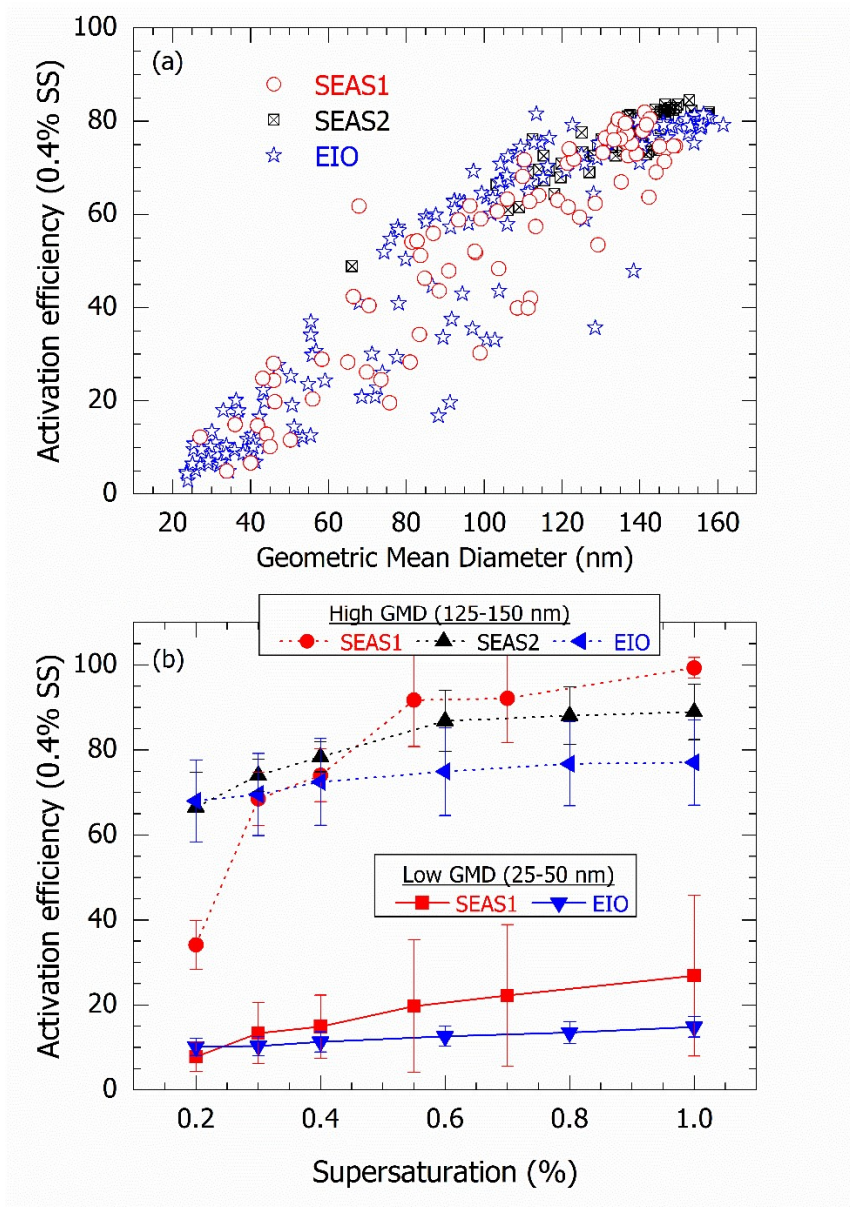 (a)
SEAS1
SEAS2
EIO
Activation efficiency (0.4% SS)
100
80
60
40
20
0
20 40 60 80 100 120 140 160
Geometric Mean Diameter (nm)
High GMD (125-150 nm)
SEAS1 SEAS2 EIO
(b)
Activation efficiency (0.4% SS)
100
80
60
40
20
0
Low GMD (25-50 nm)
SEAS1 EIO
0.2 0.4 0.6 0.8 1.0
Supersaturation (%)